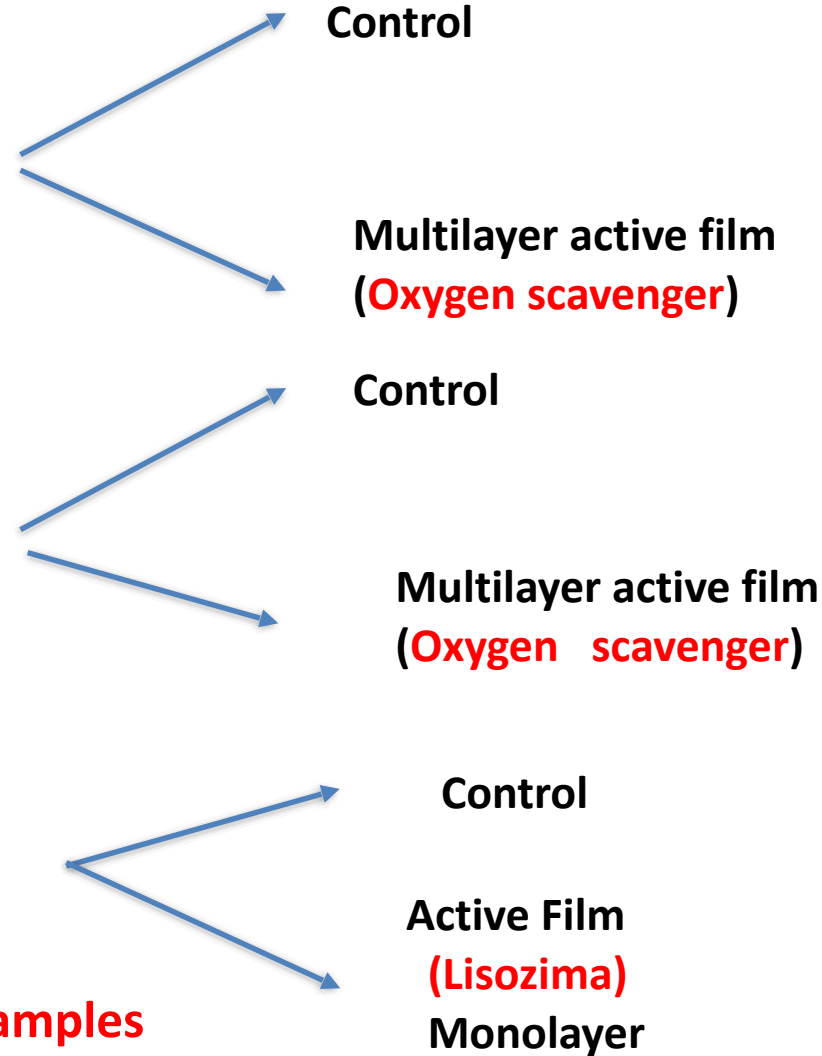 Control
Multilayer active film
(Oxygen scavenger)
Control
Multilayer active film
(Oxygen scavenger)
Control
Active Film
(Lisozima)
Monolayer
amples